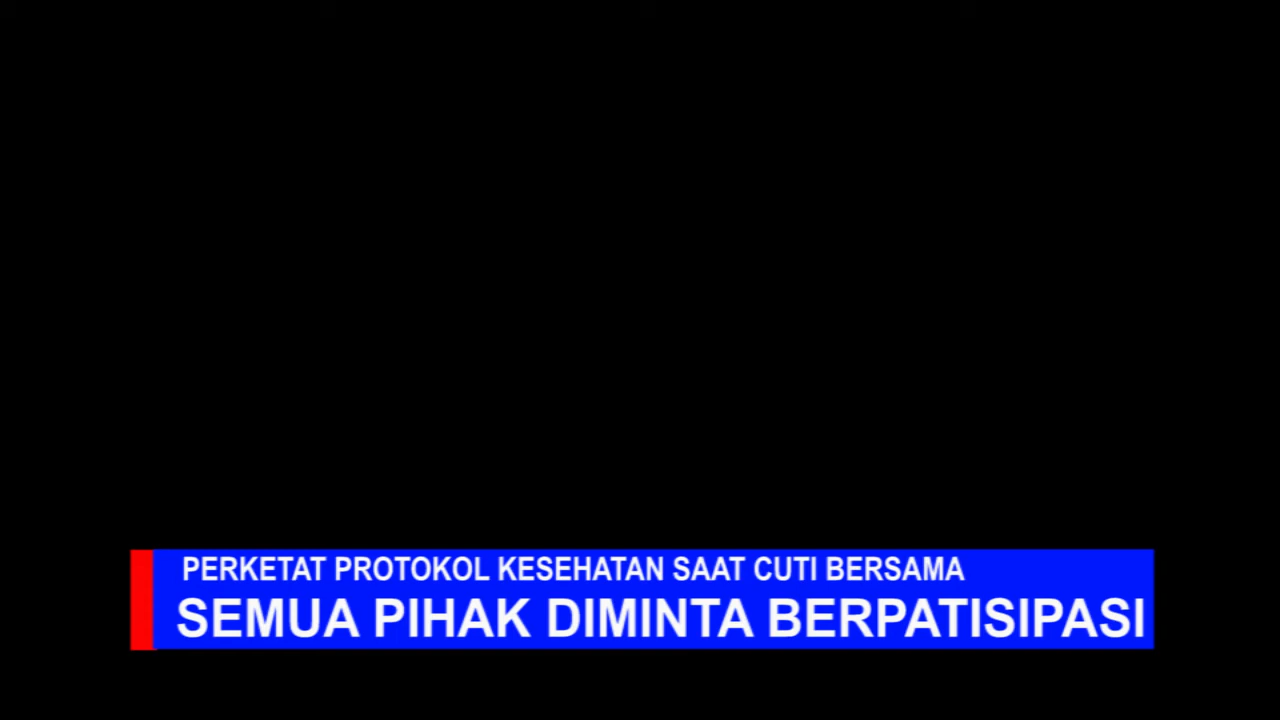 PERKETAT PROTOKOL KESEHATAN SAAT CUTI BERSAMA
SEMUA PIHAK DIMINTA BERPATISIPASI